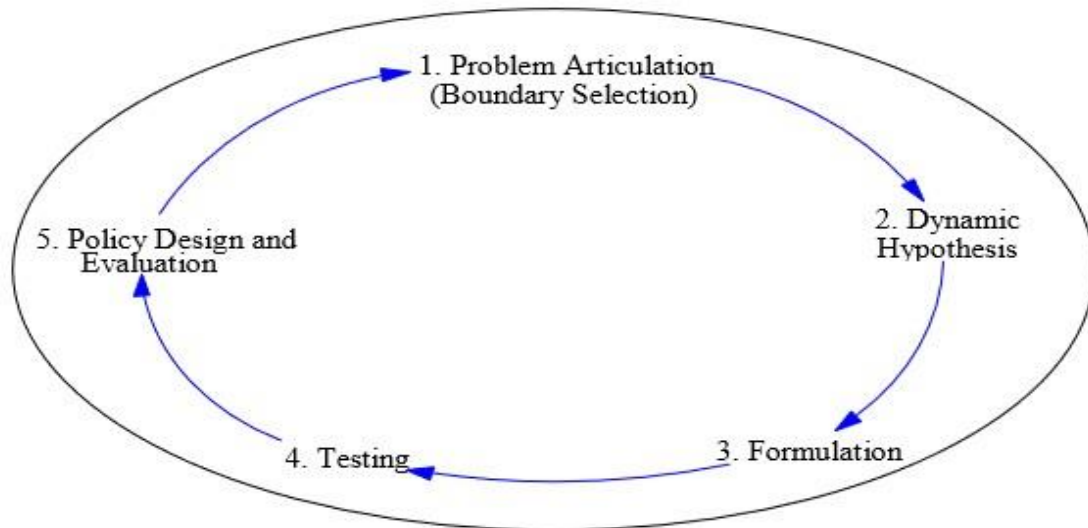 1. Problem Articulation
(Boundary Selection)
2. Dynamic
Hypothesis
3. Formulation
4. Testing
5. Policy Design and
Evaluation